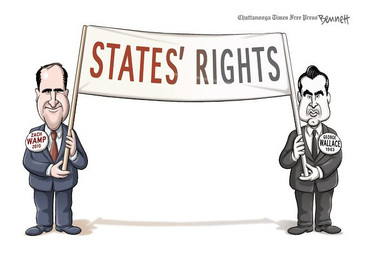 Chattanooga Times Free Press Bennett
STATES' RIGHTS
ZACH
WAMP
2010
GEORGE
WALLACE
1963